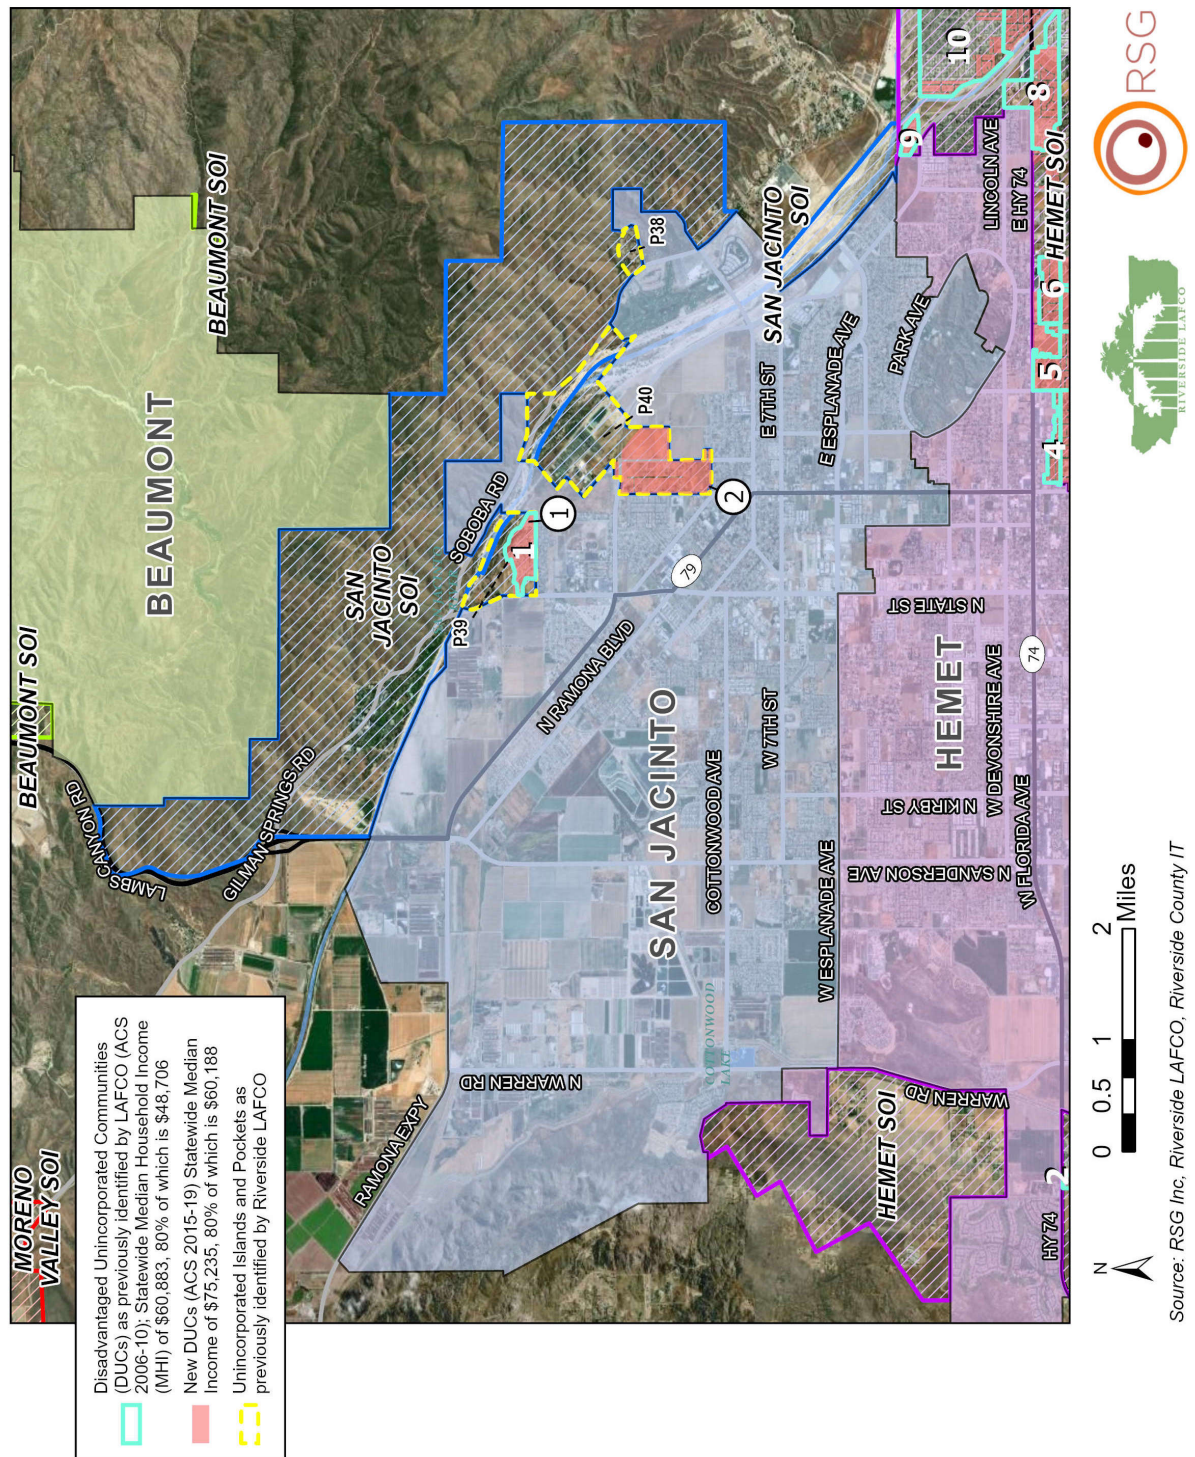 Disadvantaged Unincorporated Communities
(DUCs) as previously identified by LAFCO (ACS
2006-10); Statewide Median Household Income
(MHI) of $60,883, 80% of which is $48,706
New DUCs (ACS 2015-19) Statewide Median
Income of $75,235, 80% of which is $60,188
Unincorporated Islands and Pockets as
previously identified by Riverside LAFCO
MORENO
VALLEY SOI
BEAUMONT SOI
BEAUMONT
BEAUMONT SOI
LAMBS CANYON RD
GILMAN SPRINGS RD
SAN
JACINTO
SOI
SOBOBA RD
P39
1
1
P40
P38
2
RAMONA EXPY
N WARREN RD
N RAMONA BLVD
79
SAN JACINTO
SAN JACINTO
SOI
COTTONWOOD AVE
COTTONWOOD
LAKE
W 7TH ST
E 7TH ST
W ESPLANADE AVE
E ESPLANADE AVE
PARK AVE
HEMET SOI
WARREN RD
N SANDERSON AVE
N KIRBY ST
N STATE ST
HEMET
W DEVONSHIRE AVE
W FLORIDA AVE
74
HY 74
2
LINCOLN AVE
E HY 74
HEMET SOI
4
5
6
8
9
10
N
0 0.5 1 2
Miles
Source: RSG Inc, Riverside LAFCO, Riverside County IT
RIVERSIDE LAFCO
RSG